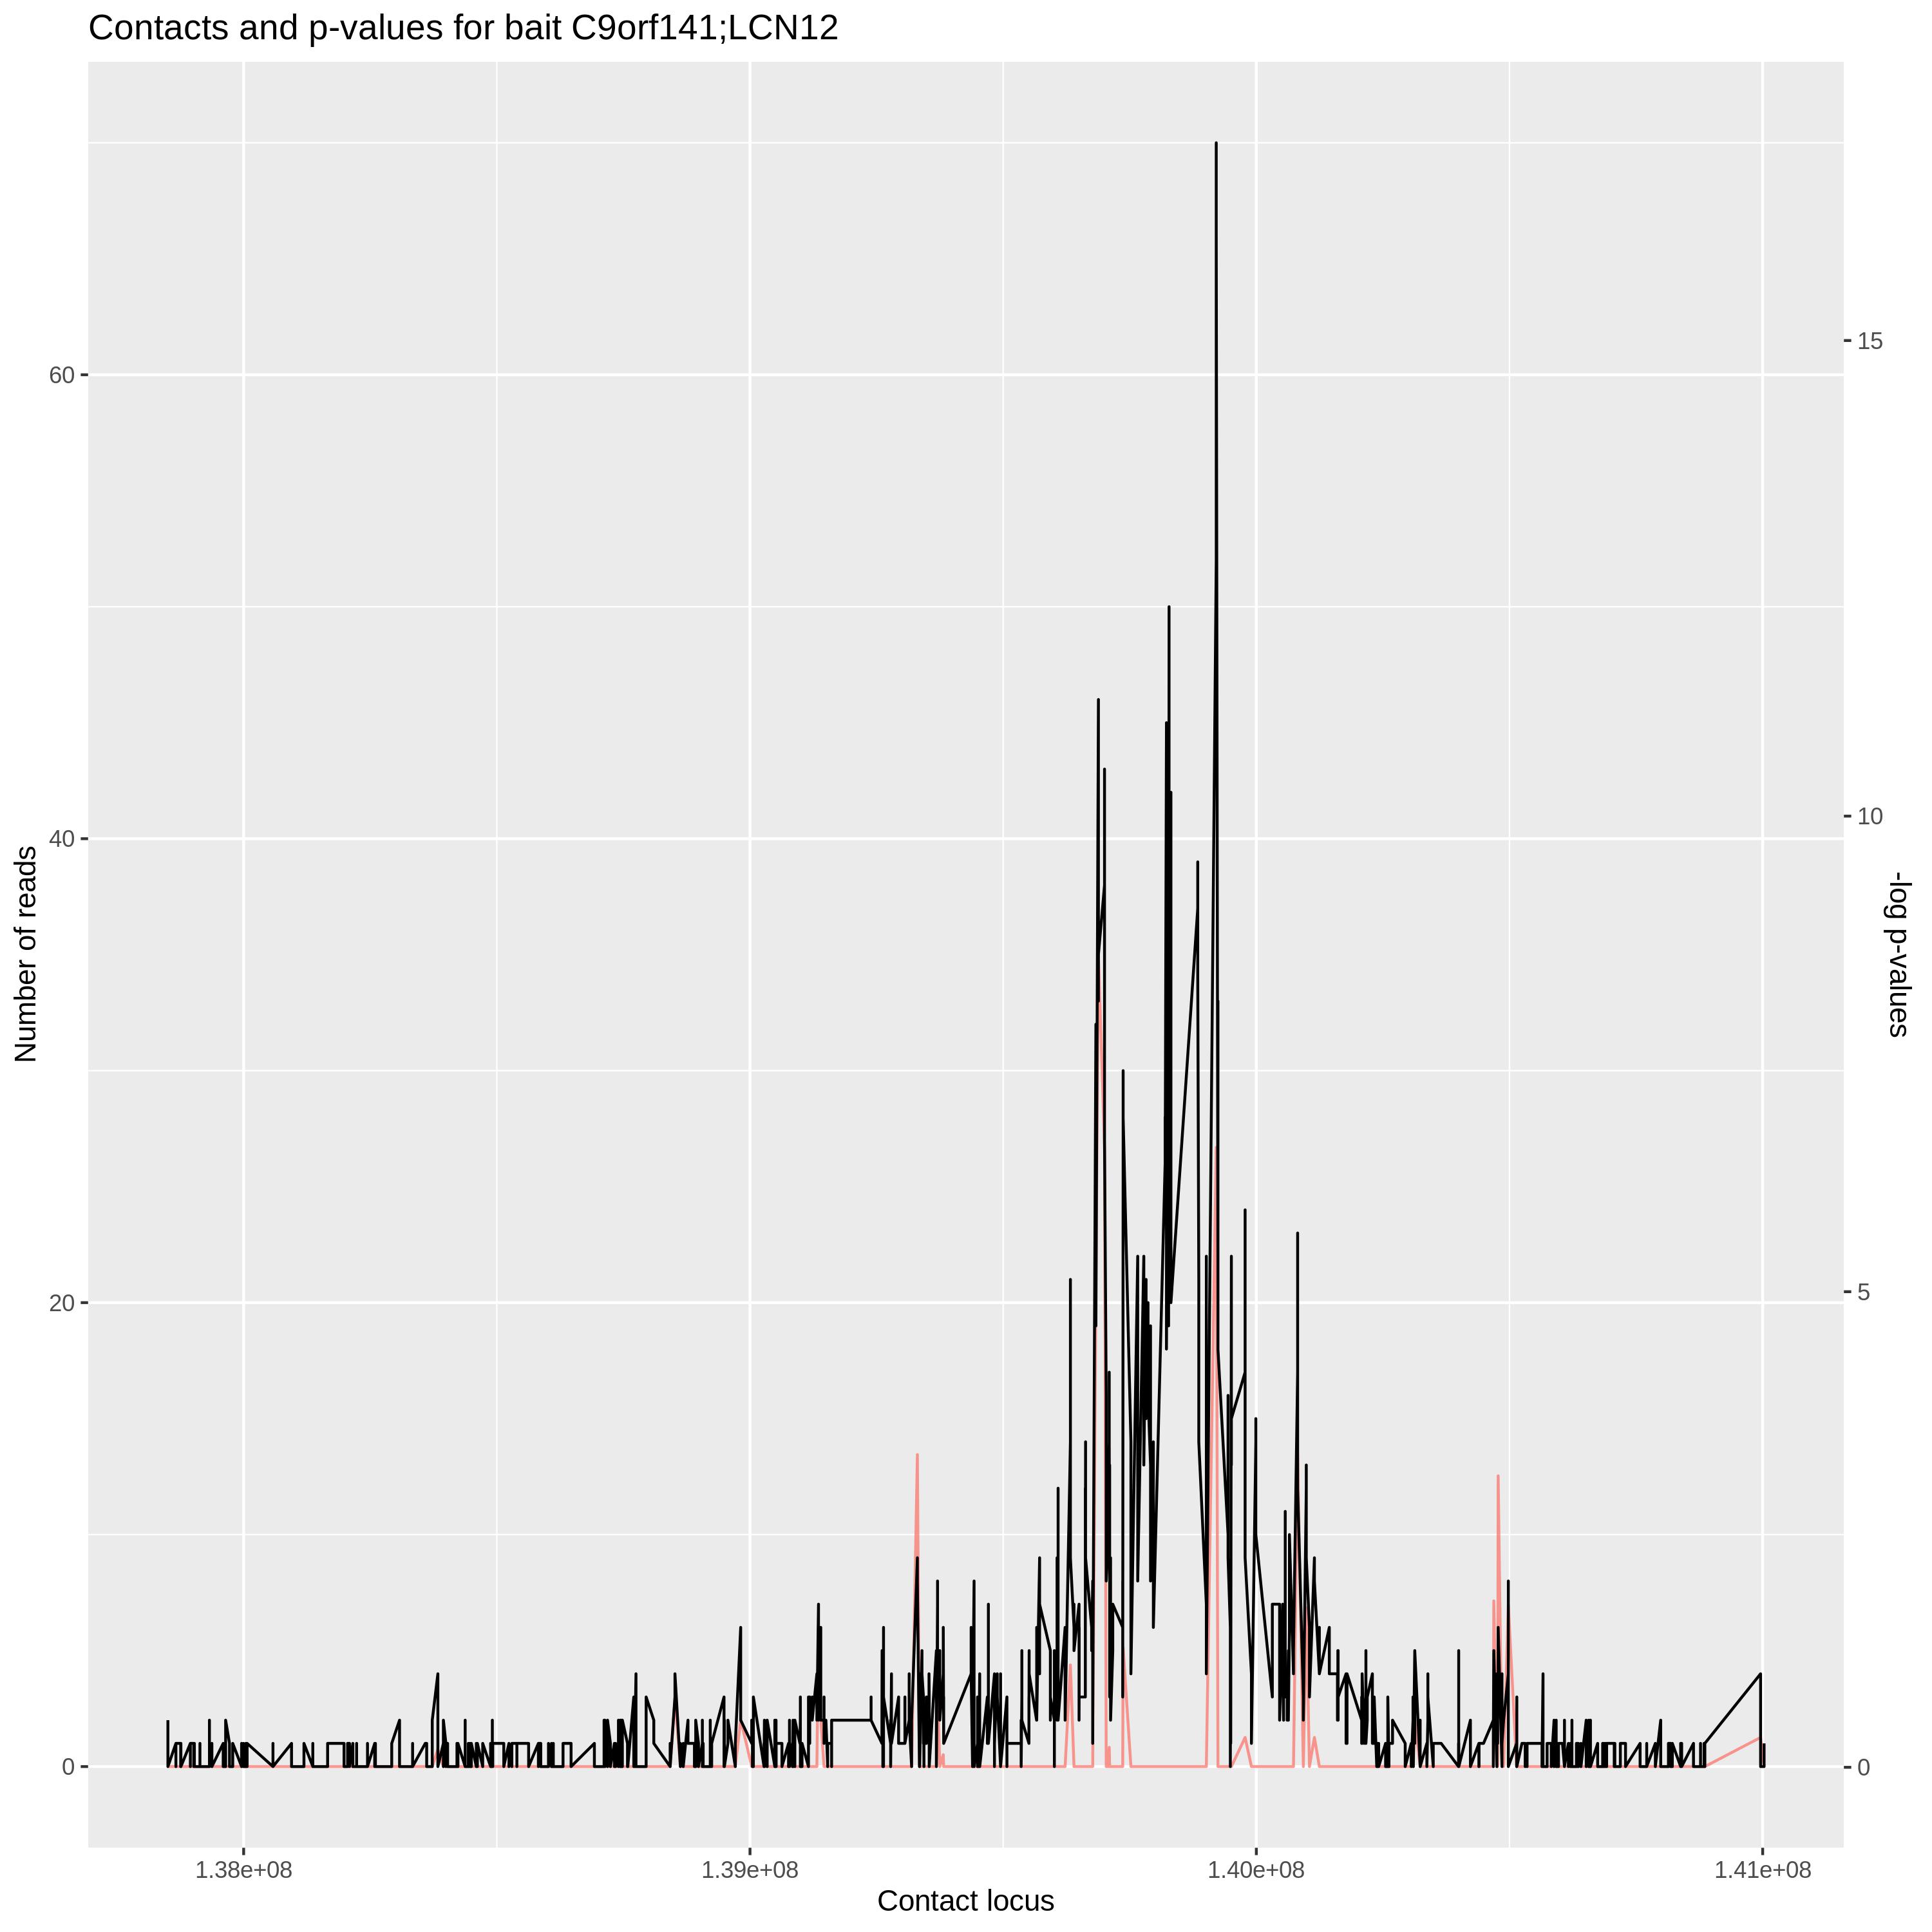 Contacts and p-values for bait C9orf141;LCN12
Number of reads
60
40
20
0
15
10
5
0
-log p-values
1.38e+08
1.39e+08
1.40e+08
1.41e+08
Contact locus